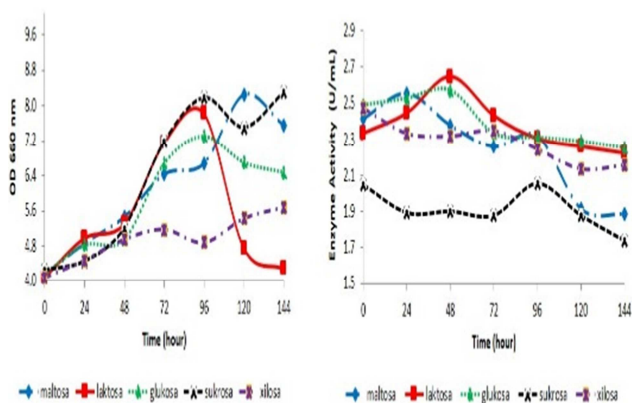 OD 660 nm
9.6
8.8
8.0
7.2
6.4
5.6
4.8
4.0
0 24 48 72 96 120 144
Time (hour)
maltosa laktosa glukosa sukrosa xilosa
Enzyme Activity (U/mL)
2.9
2.7
2.5
2.3
2.1
1.9
1.7
1.5
0 24 48 72 96 120 144
Time (hour)
maltosa laktosa glukosa sukrosa xilosa